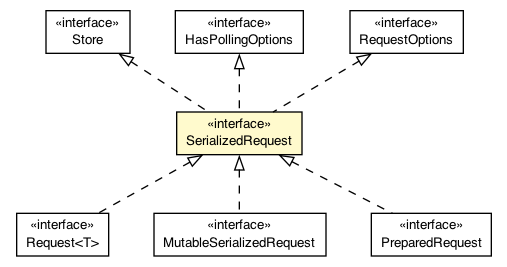 «interface»
Store
«interface»
HasPollingOptions
«interface»
RequestOptions
«interface»
SerializedRequest
«interface»
Request<T>
«interface»
MutableSerializedRequest
«interface»
PreparedRequest